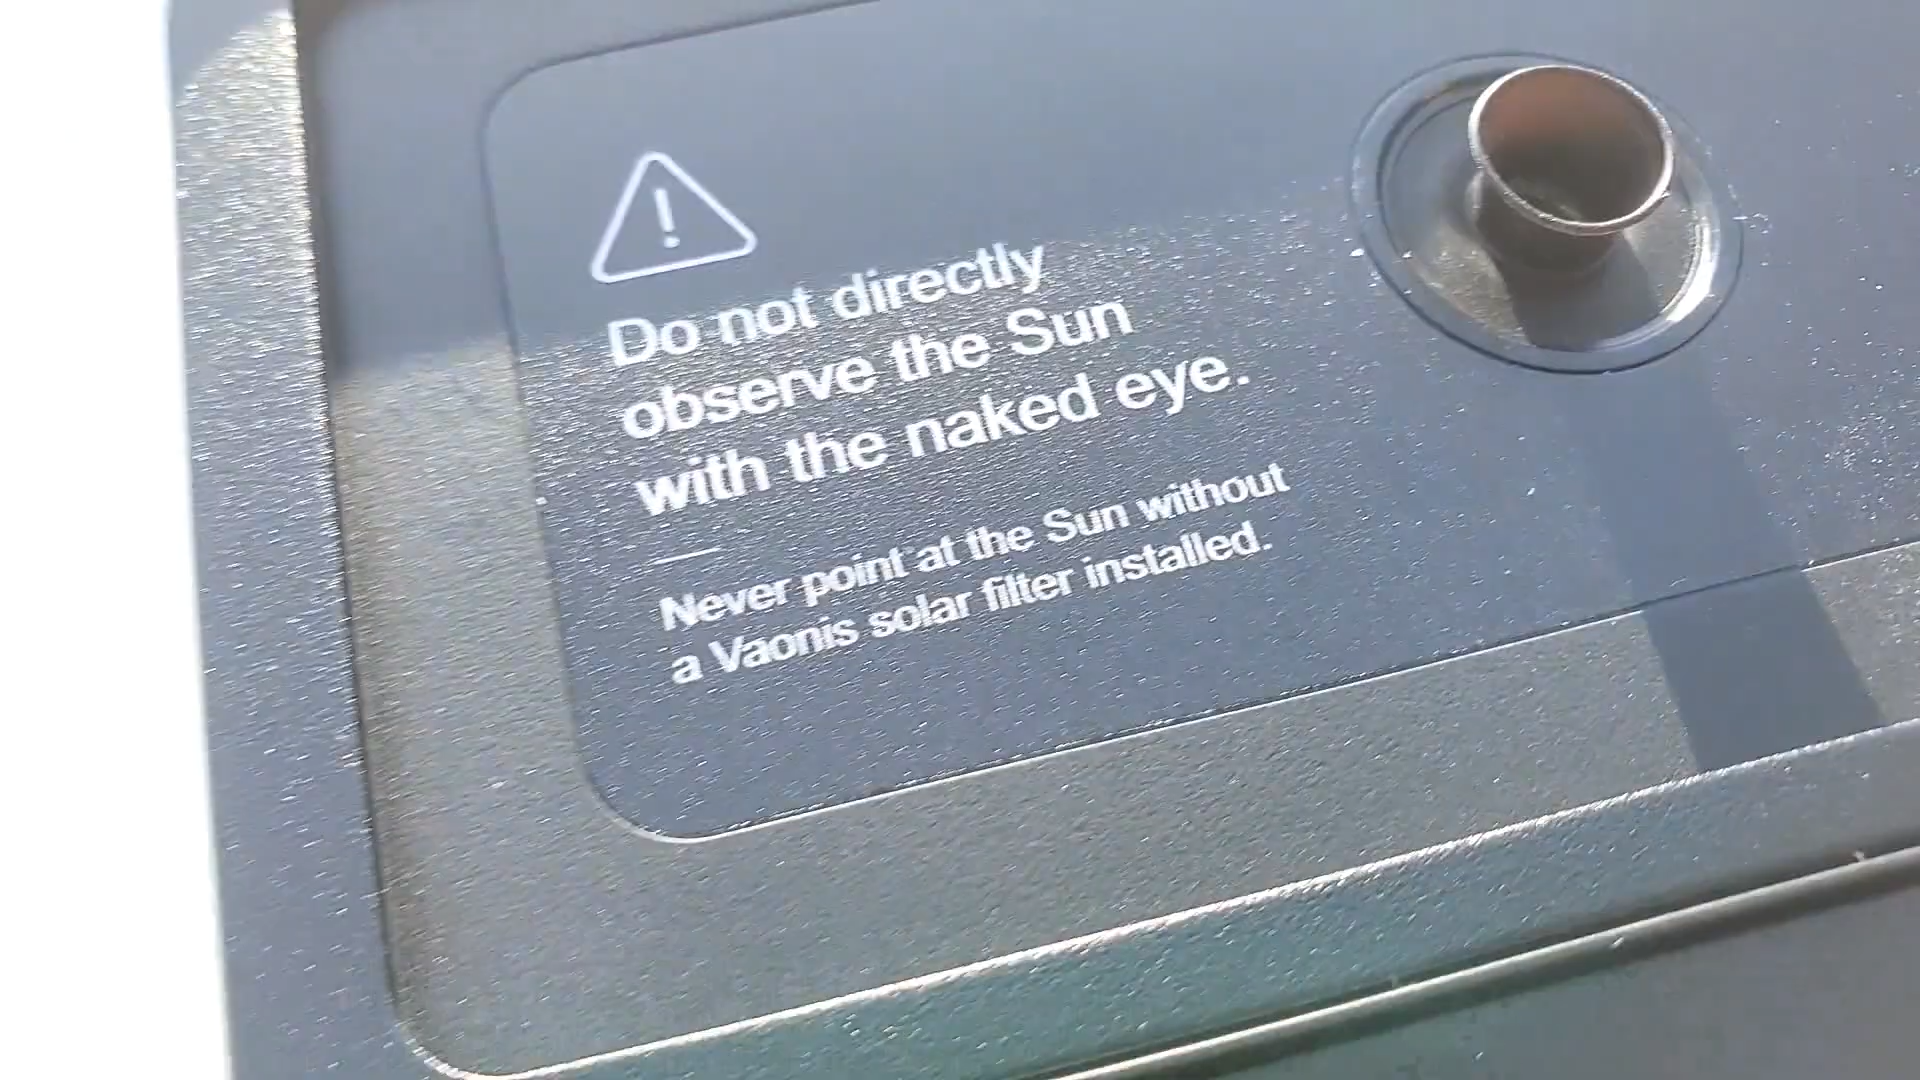 Do not directly
observe the Sun
with the naked eye.
Never point at the Sun without
a Vaonis solar filter installed.